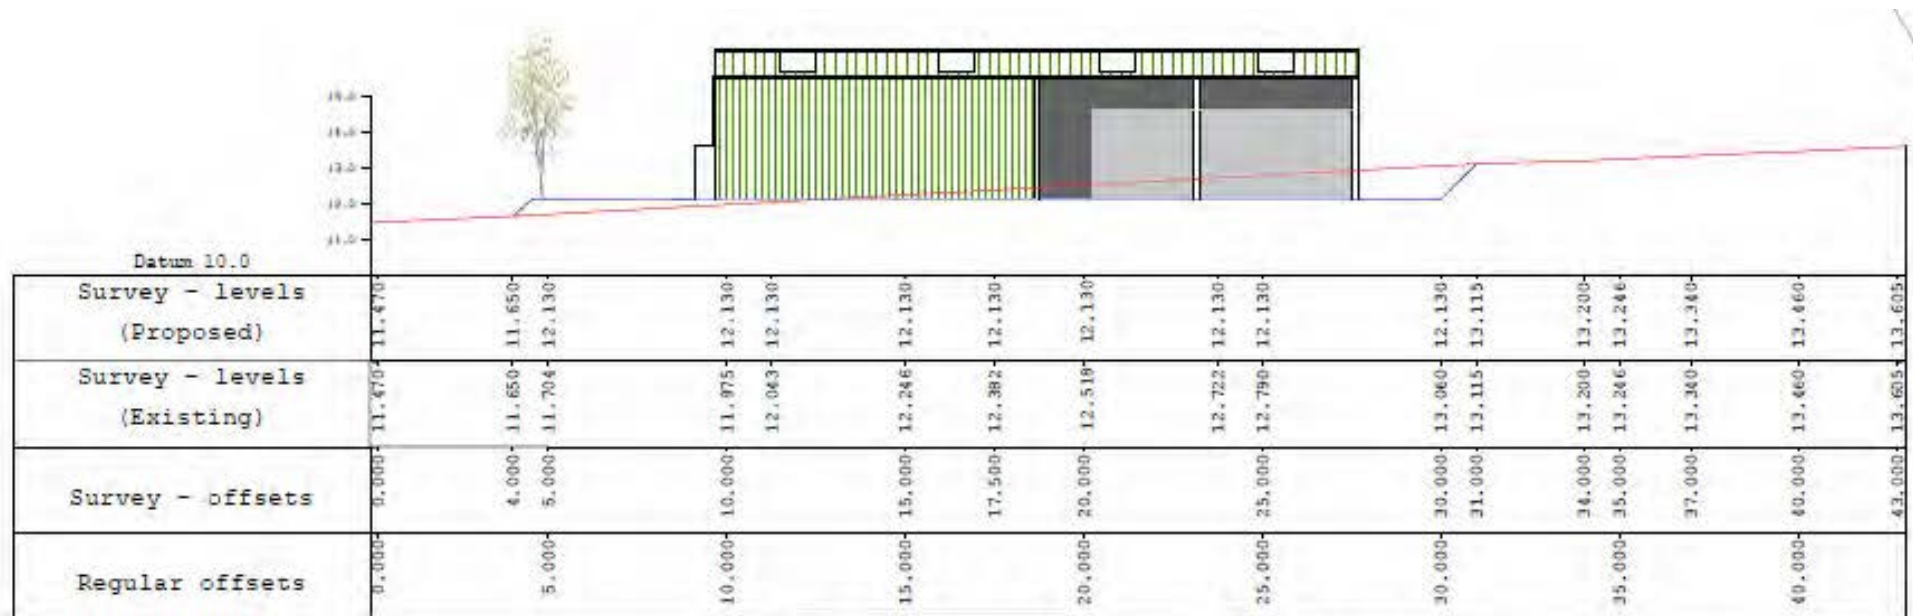 Datum 10.0
Survey - levels
(Proposed)
11.470 11.650 12.130 12.130 12.130 12.130 12.130 12.130 12.130 12.130 12.130 13.115 13.200 13.246 13.340 13.460 13.605
Survey - levels
(Existing)
11.470 11.650 11.704 11.975 12.043 12.246 12.382 12.518 12.722 12.790 13.060 13.115 13.200 13.246 13.340 13.460 13.605
Survey - offsets
0.000 4.000 5.000 10.000 15.000 17.500 20.000 25.000 30.000 31.000 34.000 35.000 37.000 40.000 43.000
Regular offsets
0.000 5.000 10.000 15.000 20.000 25.000 30.000 35.000 40.000